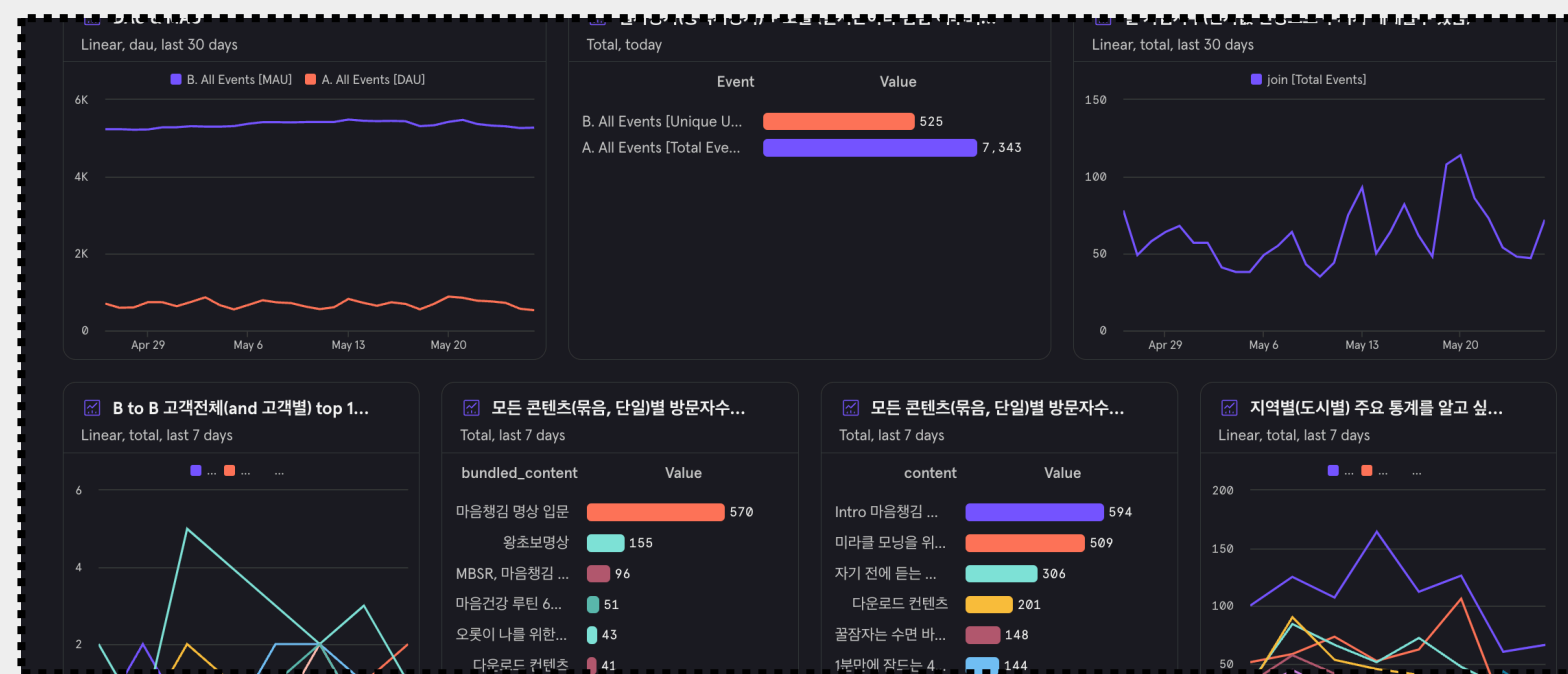 Linear, dau, last 30 days
B. All Events [MAU] A. All Events [DAU]
6K
4K
2K
0
Apr 29 May 6 May 13 May 20
Total, today
Event Value
B. All Events [Unique U... 525
A. All Events [Total Eve... 7,343
Linear, total, last 30 days
join [Total Events]
150
100
50
0
Apr 29 May 6 May 13 May 20
B to B 고객전체(and 고객별) top 1...
Linear, total, last 7 days
... ... ...
6
4
2
모든 콘텐츠(묶음, 단일)별 방문자수...
Total, last 7 days
bundled_content Value
마음챙김 명상 입문 570
왕초보명상 155
MBSR, 마음챙김 ... 96
마음건강 루틴 6... 51
오롯이 나를 위한... 43
다운로드 컨텐츠 41
모든 콘텐츠(묶음, 단일)별 방문자수...
Total, last 7 days
content Value
Intro 마음챙김 ... 594
미라클 모닝을 위... 509
자기 전에 듣는 ... 306
다운로드 컨텐츠 201
꿀잠자는 수면 바... 148
1분만에 잠드는 4... 144
지역별(도시별) 주요 통계를 알고 싶...
Linear, total, last 7 days
... ... ...
200
150
100
50